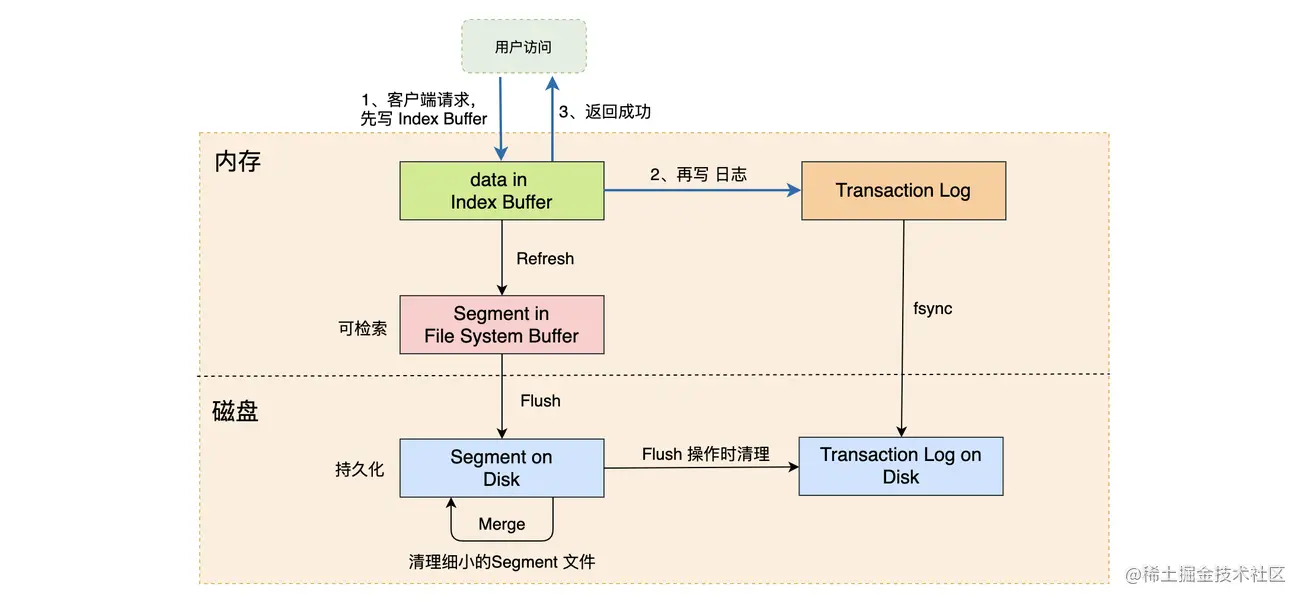 用户访问
1、客户端请求，
先写 Index Buffer
3、返回成功
内存
data in
Index Buffer
2、再写 日志
Transaction Log
Refresh
可检索
Segment in
File System Buffer
fsync
磁盘
Flush
持久化
Segment on
Disk
Flush 操作时清理
Transaction Log on
Disk
Merge
清理细小的Segment 文件
@稀土掘金技术社区